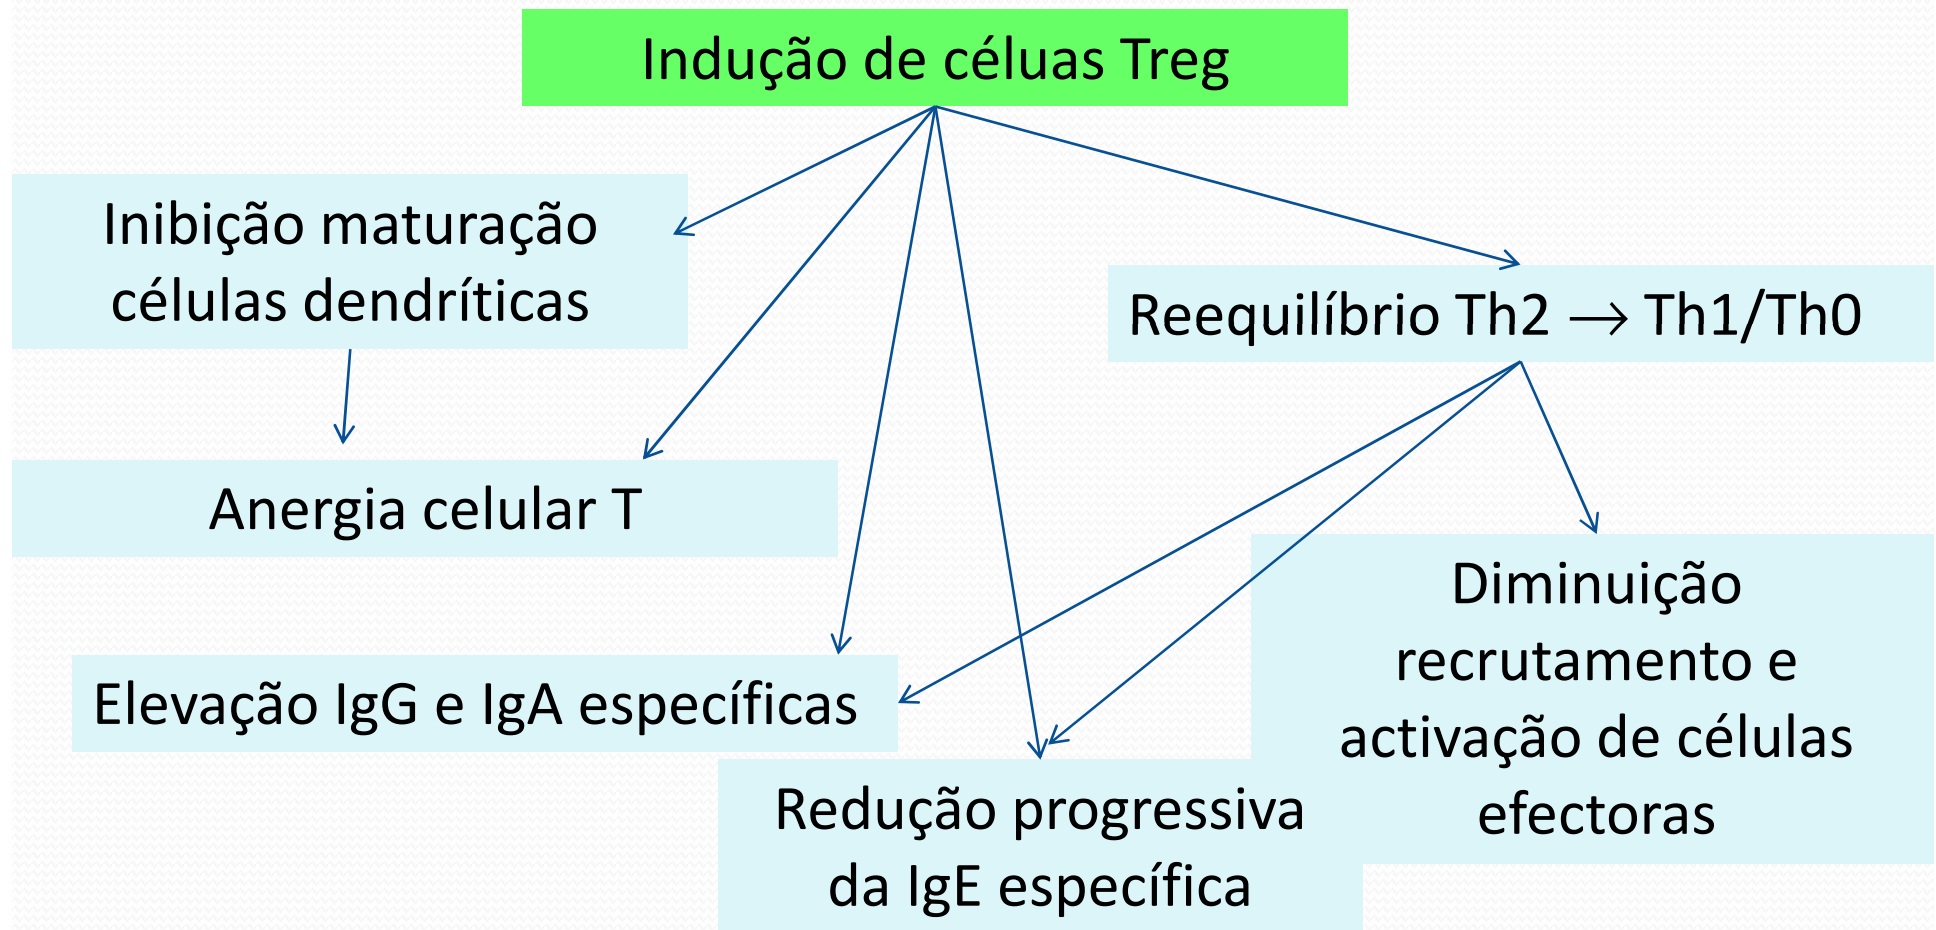 Indução de céluas Treg
Inibição maturação
células dendríticas
Reequilíbrio Th2 → Th1/Th0
Anergia celular T
Diminuição
recrutamento e
activação de células
efectoras
Elevação IgG e IgA específicas
Redução progressiva
da IgE específica